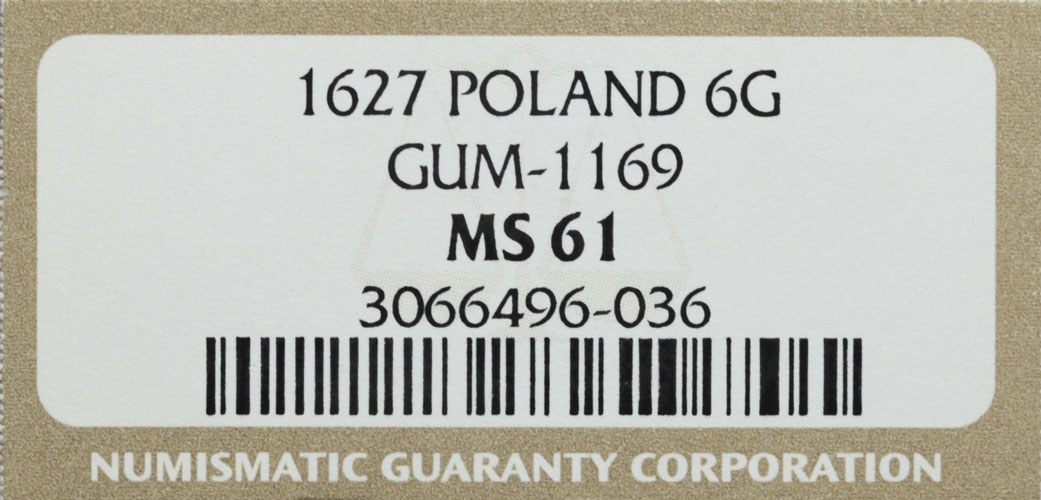 1627 POLAND 6G
GUM-1169
MS 61
3066496-036
NUMISMATIC GUARANTY CORPORATION